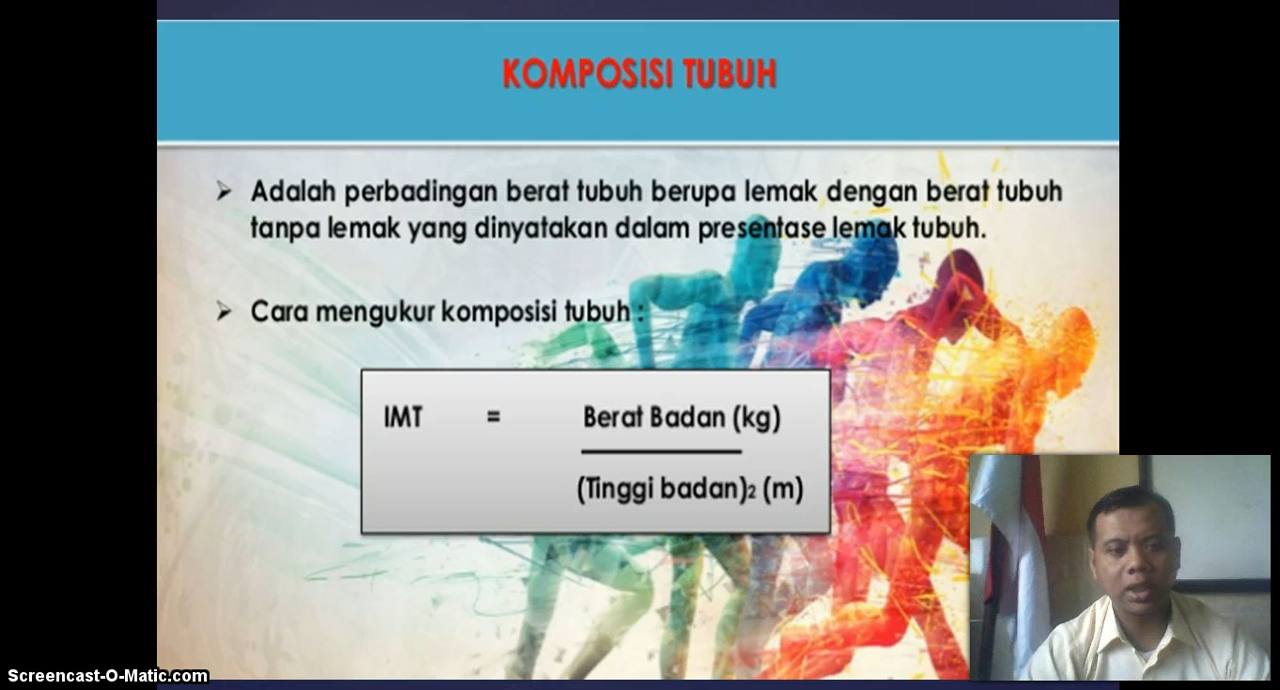 KOMPOSISI TUBUH
➢ Adalah perbadingan berat tubuh berupa lemak dengan berat tubuh
tanpa lemak yang dinyatakan dalam presentase lemak tubuh.
➢ Cara mengukur komposisi tubuh :
IMT = Berat Badan (kg)
(Tinggi badan)2 (m)
Screencast-O-Matic.com